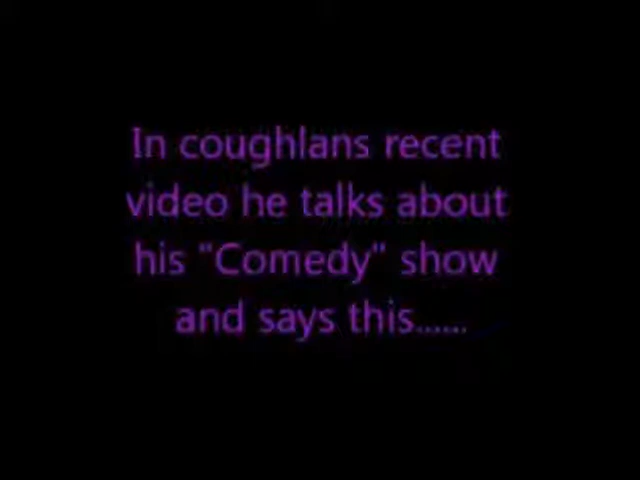 In coughlans recent
video he talks about
his "Comedy" show
and says this......